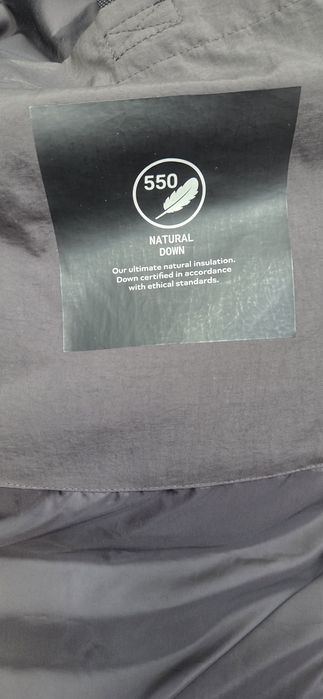 550
NATURAL
DOWN
Our ultimate natural insulation.
Down certified in accordance
with ethical standards.